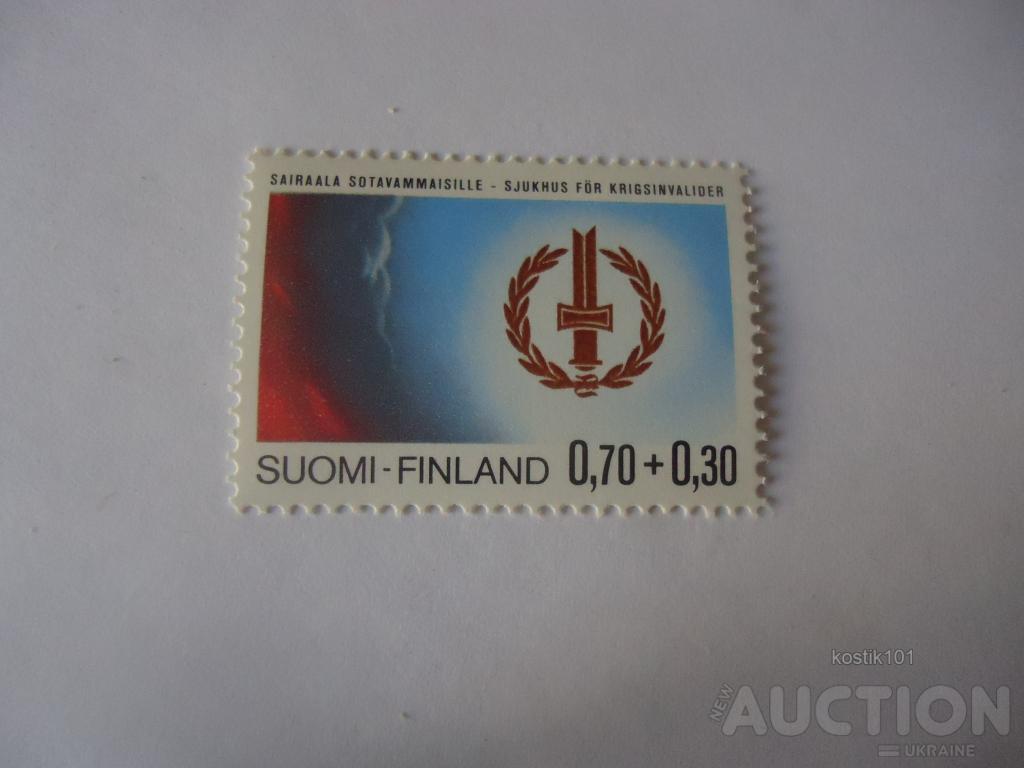 SAIRAALA SOTAVAMMAISILLE - SJUKHUS FÖR KRIGSINVALIDER
SUOMI-FINLAND 0,70 + 0,30
kostik101
NEW AUCTION
UKRAINE